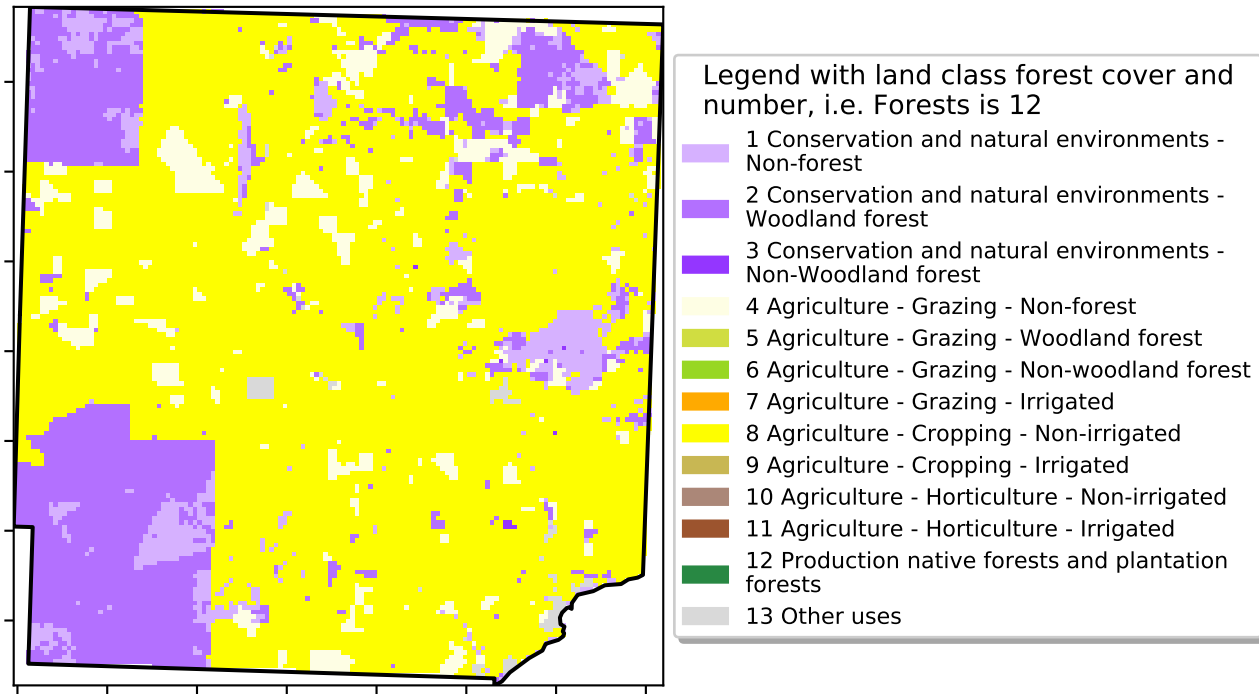 Legend with land class forest cover and
number, i.e. Forests is 12
1 Conservation and natural environments -
Non-forest
2 Conservation and natural environments -
Woodland forest
3 Conservation and natural environments -
Non-Woodland forest
4 Agriculture - Grazing - Non-forest
5 Agriculture - Grazing - Woodland forest
6 Agriculture - Grazing - Non-woodland forest
7 Agriculture - Grazing - Irrigated
8 Agriculture - Cropping - Non-irrigated
9 Agriculture - Cropping - Irrigated
10 Agriculture - Horticulture - Non-irrigated
11 Agriculture - Horticulture - Irrigated
12 Production native forests and plantation
forests
13 Other uses